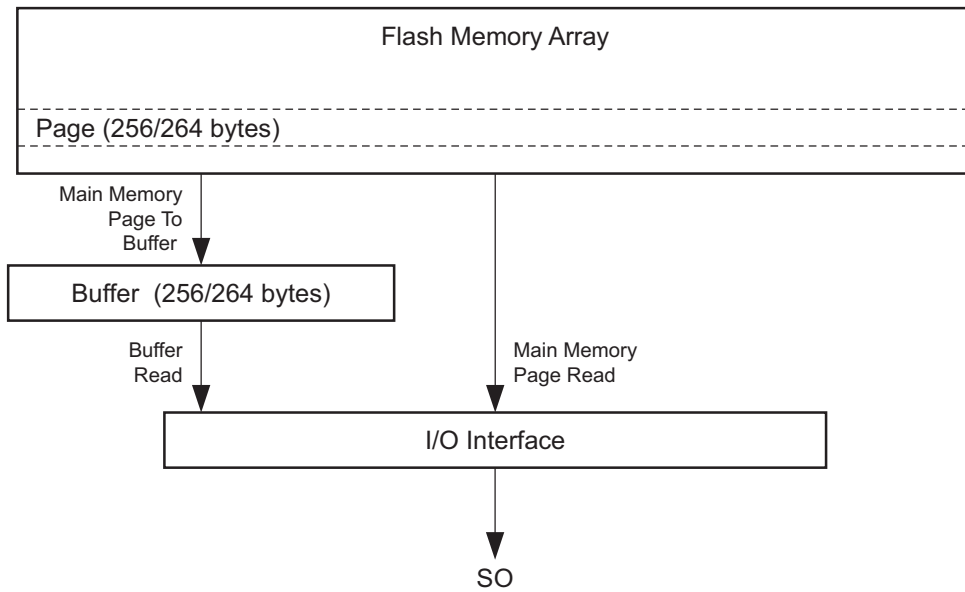 Flash Memory Array
Page (256/264 bytes)
Main Memory
Page To
Buffer
Buffer (256/264 bytes)
Buffer
Read
Main Memory
Page Read
I/O Interface
SO